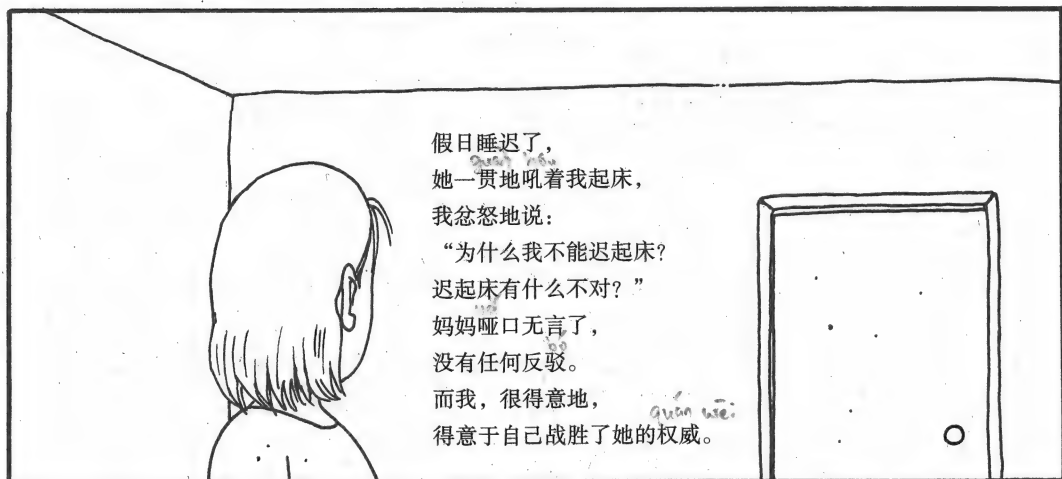 假日睡迟了，
她一贯地吼着我起床，
我忿怒地说：
“为什么我不能迟起床？
迟起床有什么不对？”
妈妈哑口无言了，
没有任何反驳。
而我，很得意地，
quán wēi
得意于自己战胜了她的权威。